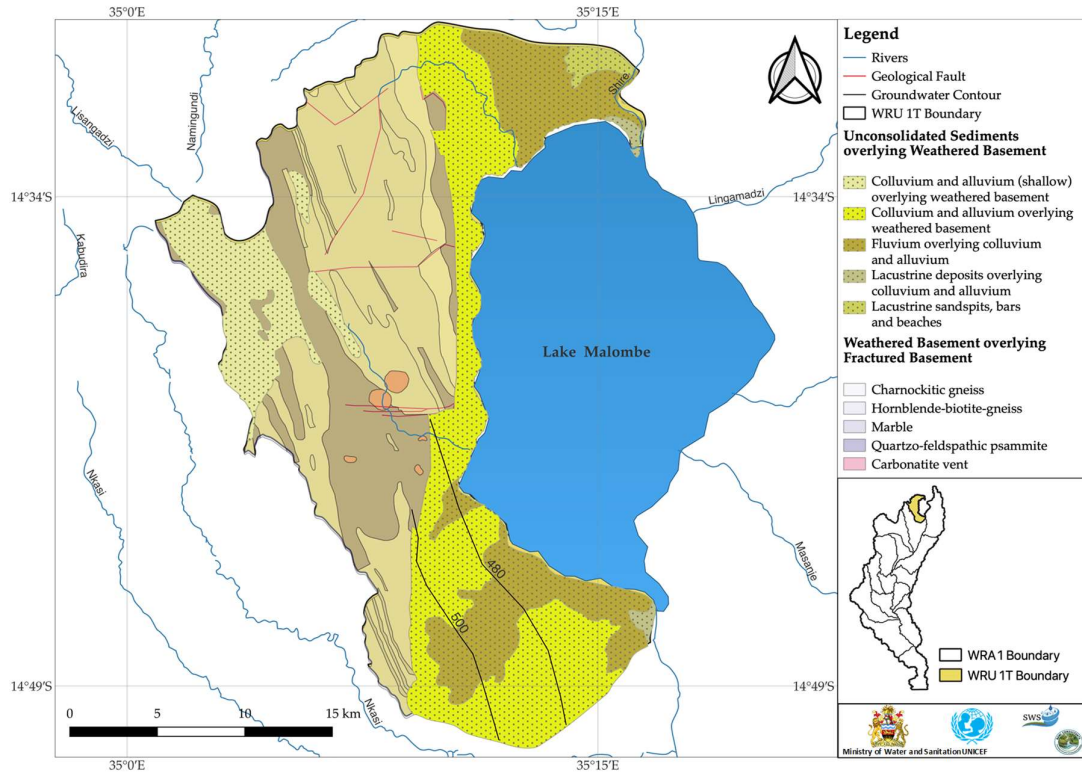 35°0'E
35°15'E
Lisangadzi
Namingundi
Shire
14°34'S
14°34'S
Lingamadzi
Kabudira
Lake Malombe
Nkasi
Masanje
480
500
14°49'S
14°49'S
Nkasi
0 5 10 15 km
35°0'E
35°15'E
Legend
Rivers
Geological Fault
Groundwater Contour
WRU 1T Boundary
Unconsolidated Sediments
overlying Weathered Basement
Colluvium and alluvium (shallow)
overlying weathered basement
Colluvium and alluvium overlying
weathered basement
Fluvium overlying colluvium
and alluvium
Lacustrine deposits overlying
colluvium and alluvium
Lacustrine sandspits, bars
and beaches
Weathered Basement overlying
Fractured Basement
Charnockitic gneiss
Hornblende-biotite-gneiss
Marble
Quartzo-feldspathic psammite
Carbonatite vent
WRA 1 Boundary
WRU 1T Boundary
SWS
Ministry of Water and Sanitation UNICEF